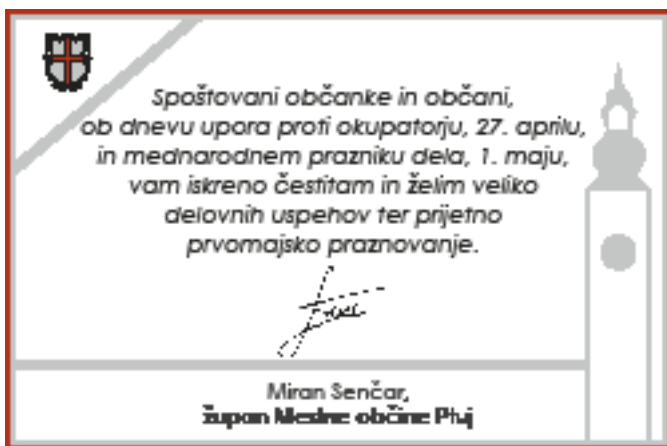 Spoštovani občanke in občani,
ob dnevu upora proti okupatorju, 27. aprilu,
in mednarodnem prazniku dela, 1. maju,
vam iskreno čestitam in želim veliko
delovnih uspehov ter prijetno
prvomajsko praznovanje.
Miran Senčar,
župan Mestne občine Ptuj